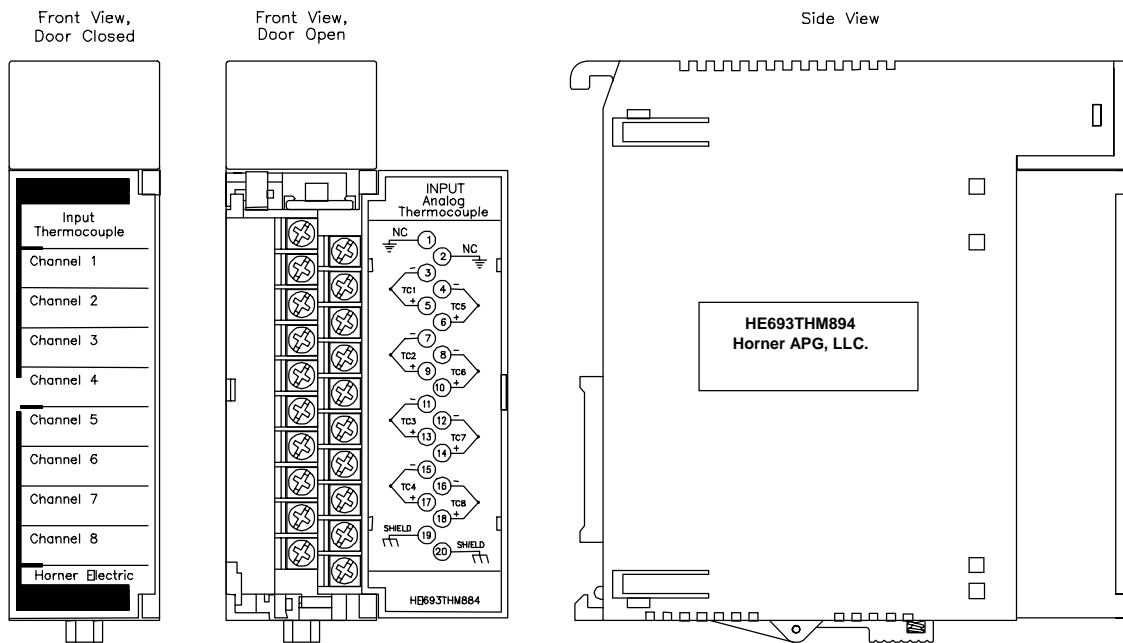 Front View,
Door Closed
Front View,
Door Open
Side View
Input
Thermocouple
Channel 1
Channel 2
Channel 3
Channel 4
Channel 5
Channel 6
Channel 7
Channel 8
Horner Electric
INPUT
Analog
Thermocouple
NC 1
2 NC
- 3
4 -
TC1
+ 5
TC5
6 +
- 7
8 -
TC2
+ 9
TC6
10 +
- 11
12 -
TC3
+ 13
TC7
14 +
- 15
16 -
TC4
+ 17
TC8
18 +
SHIELD 19
20 SHIELD
HE693THM884
HE693THM894
Horner APG, LLC.